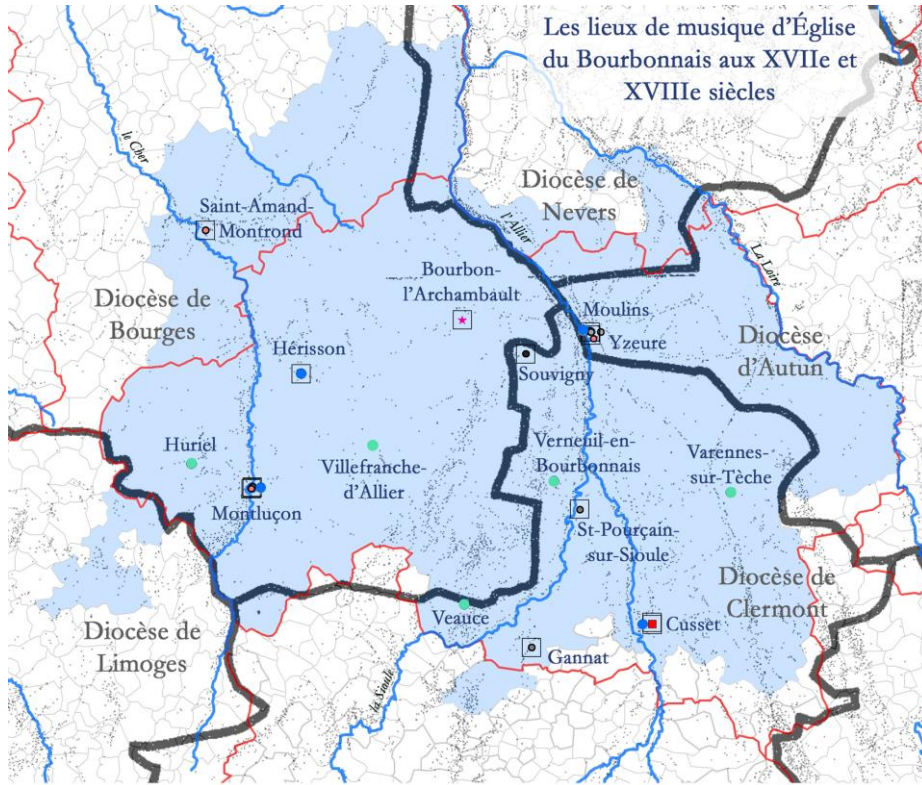 Les lieux de musique d’Église
du Bourbonnais aux XVIIe et
XVIIIe siècles
le Cher
Saint-Amand-
Montrond
Diocèse de
Nevers
l'Allier
La Loire
Bourbon-
l'Archambault
Diocèse de
Bourges
Moulins
Yzeure
Diocèse
d'Autun
Hérisson
Souvigny
Huriel
Villefranche-
d'Allier
Verneuil-en-
Bourbonnais
Varennes-
sur-Tèche
Montluçon
St-Pourçain-
sur-Sioule
Diocèse de
Clermont
Veauce
Cusset
Diocèse de
Limoges
Gannat
la Sioule